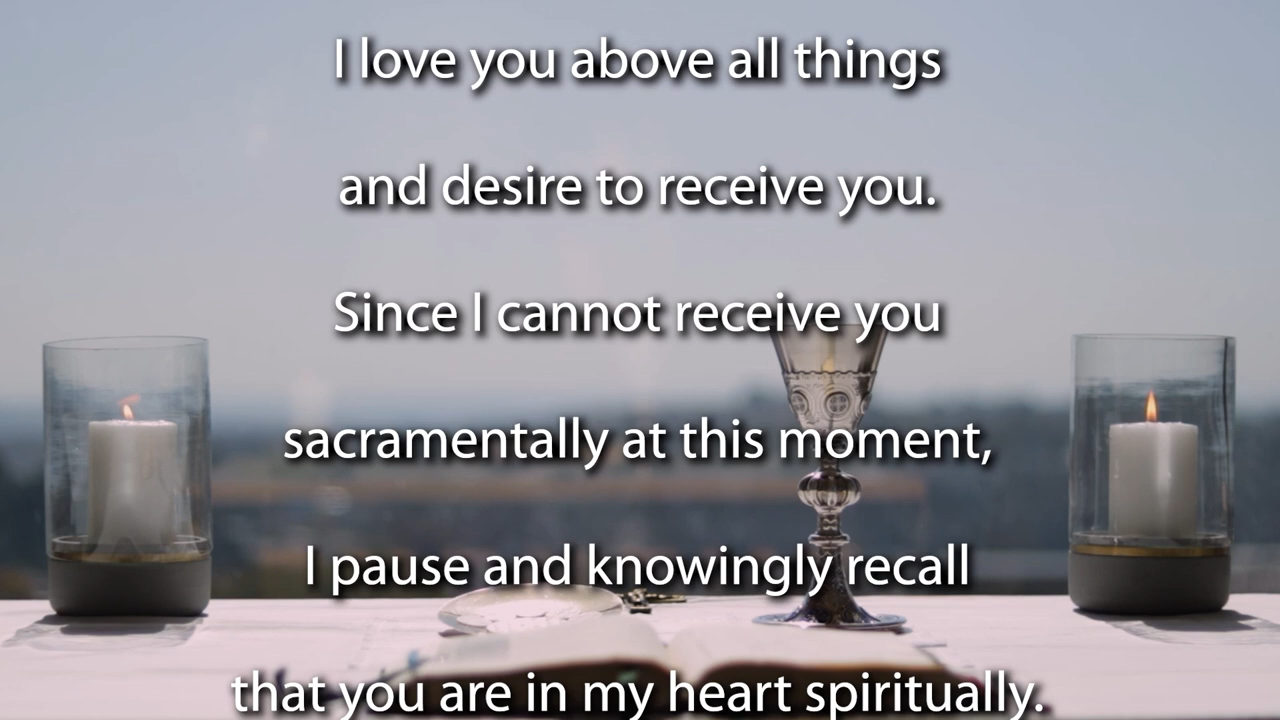 I love you above all things
and desire to receive you.
Since I cannot receive you
sacramentally at this moment,
I pause and knowingly recall
that you are in my heart spiritually.